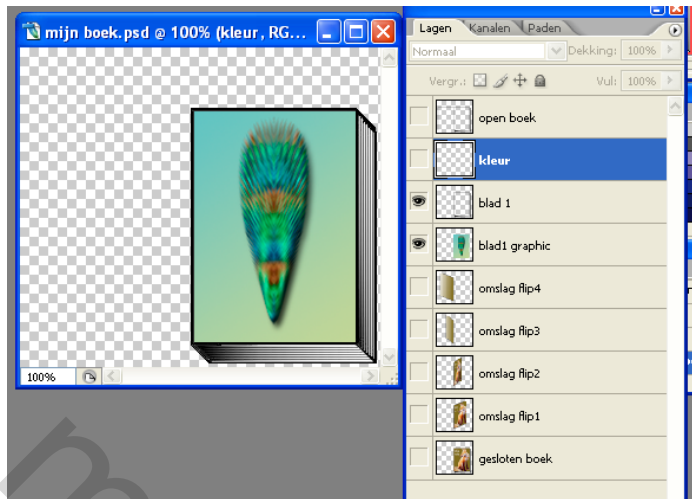 mijn boek.psd @ 100% (kleur, RG...
100%
Lagen Kanalen Paden
Normaal Dekking: 100%
Vergr.: Vul: 100%
open boek
kleur
blad 1
blad1 graphic
omslag flip4
omslag flip3
omslag flip2
omslag flip1
gesloten boek